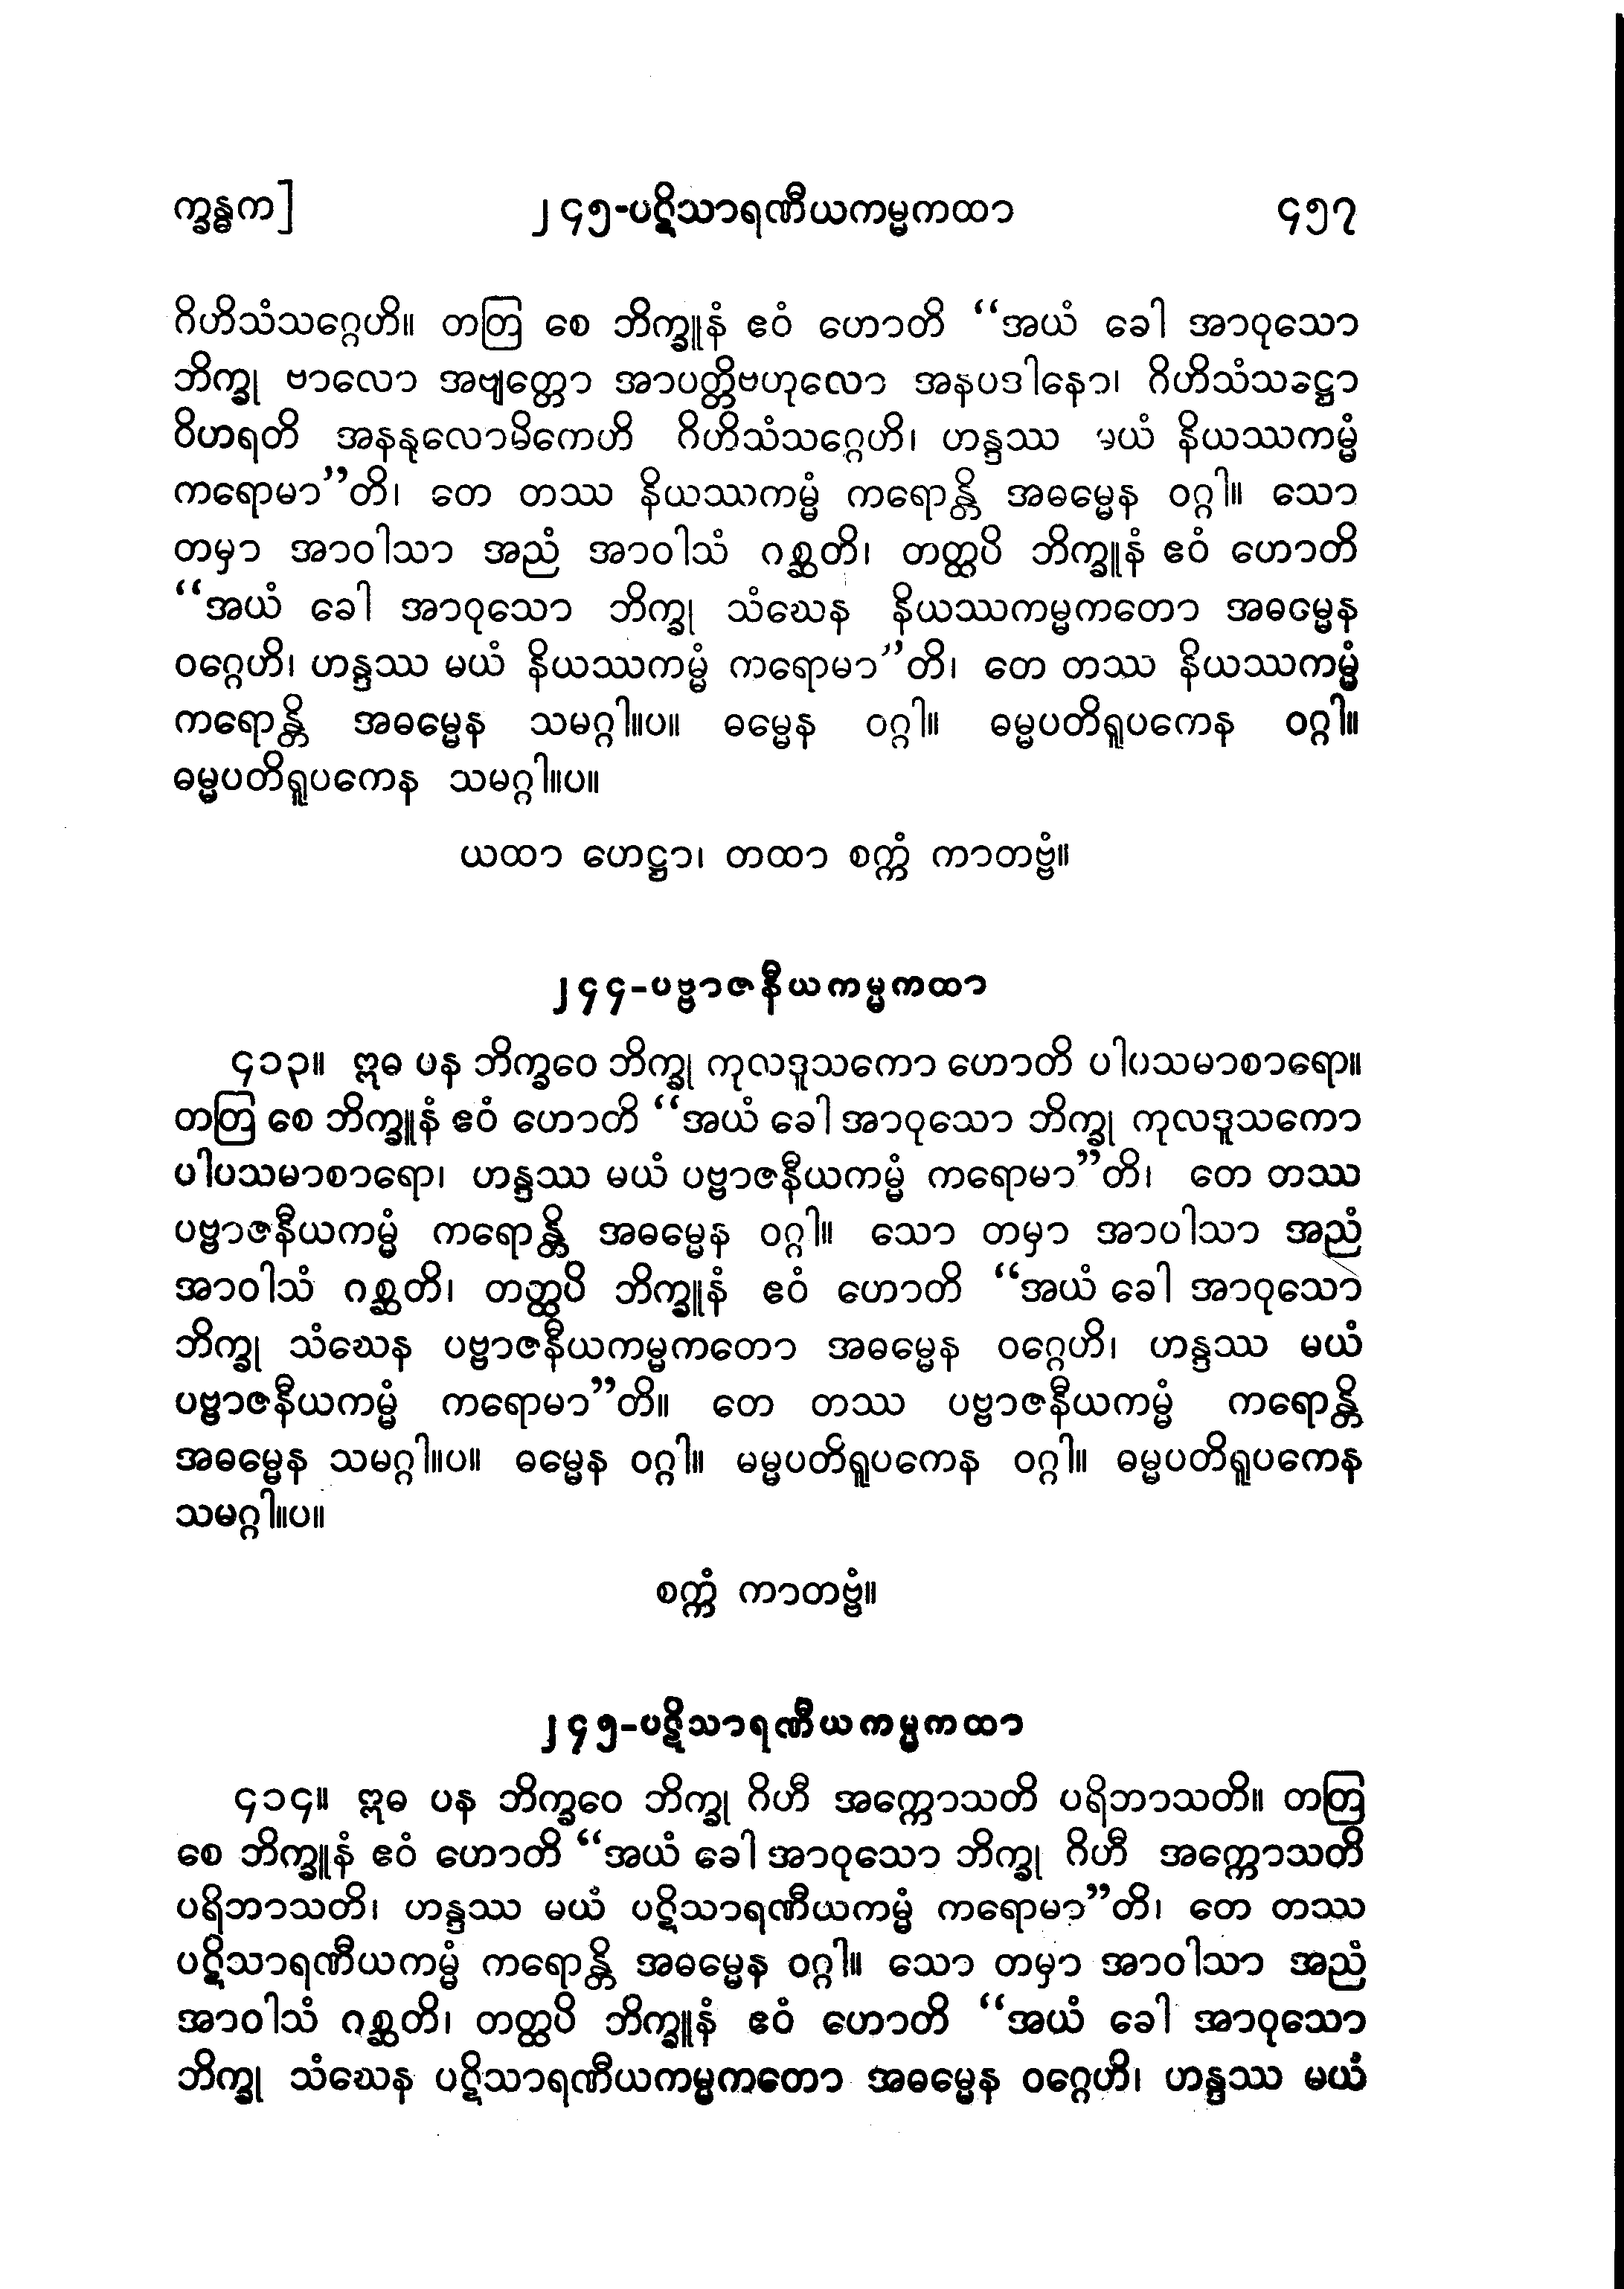 က္ခန္ဓက] ၂၄၅-ပဋိသာရဏီယကမ္မကထာ ၄၅၇
ဂိဟိသံသဂ္ဂေဟိ။ တတြ စေ ဘိက္ခူနံ ဧဝံ ဟောတိ “အယံ ခေါ အာဝုသော
ဘိက္ခု ဗာလော အဗျတ္တော အာပတ္တိဗဟုလော အနပဒါနော၊ ဂိဟိသံသဋ္ဌော
ဝိဟရတိ အနနုလောမိကေဟိ ဂိဟိသံသဂ္ဂေဟိ၊ ဟန္ဒဿ မယံ နိယဿကမ္မံ
ကရောမာ”တိ၊ တေ တဿ နိယဿကမ္မံ ကရောန္တိ အဓမ္မေန ဝဂ္ဂါ။ သော
တမှာ အာဝါသာ အညံ အာဝါသံ ဂစ္ဆတိ၊ တတ္ထပိ ဘိက္ခူနံ ဧဝံ ဟောတိ
“အယံ ခေါ အာဝုသော ဘိက္ခု သံဃေန နိယဿကမ္မကတော အဓမ္မေန
ဝဂ္ဂေဟိ၊ ဟန္ဒဿ မယံ နိယဿကမ္မံ ကရောမာ”တိ၊ တေ တဿ နိယဿကမ္မံ
ကရောန္တိ အဓမ္မေန သမဂ္ဂါ။ပ။ ဓမ္မေန ဝဂ္ဂါ။ ဓမ္မပတိရူပကေန ဝဂ္ဂါ။
ဓမ္မပတိရူပကေန သမဂ္ဂါ။ပ။
ယထာ ဟေဋ္ဌာ၊ တထာ စက္ကံ ကာတဗ္ဗံ။
၂၄၄-ပဗ္ဗာဇနီယကမ္မကထာ
၄၁၃။ ဣဓ ပန ဘိက္ခဝေ ဘိက္ခု ကုလဒူသကော ဟောတိ ပါပသမာစာရော။
တတြ စေ ဘိက္ခူနံ ဧဝံ ဟောတိ “အယံ ခေါ အာဝုသော ဘိက္ခု ကုလဒူသကော
ပါပသမာစာရော၊ ဟန္ဒဿ မယံ ပဗ္ဗာဇနီယကမ္မံ ကရောမာ”တိ၊ တေ တဿ
ပဗ္ဗာဇနီယကမ္မံ ကရောန္တိ အဓမ္မေန ဝဂ္ဂါ။ သော တမှာ အာပါသာ အညံ
အာဝါသံ ဂစ္ဆတိ၊ တတ္ထပိ ဘိက္ခူနံ ဧဝံ ဟောတိ “အယံ ခေါ အာဝုသော
ဘိက္ခု သံဃေန ပဗ္ဗာဇနီယကမ္မကတော အဓမ္မေန ဝဂ္ဂေဟိ၊ ဟန္ဒဿ မယံ
ပဗ္ဗာဇနီယကမ္မံ ကရောမာ”တိ။ တေ တဿ ပဗ္ဗာဇနီယကမ္မံ ကရောန္တိ
အဓမ္မေန သမဂ္ဂါ။ပ။ ဓမ္မေန ဝဂ္ဂါ။ မမ္မပတိရူပကေန ဝဂ္ဂါ။ ဓမ္မပတိရူပကေန
သမဂ္ဂါ။ပ။
စက္ကံ ကာတဗ္ဗံ။
၂၄၅-ပဋိသာရဏီယကမ္မကထာ
၄၁၄။ ဣဓ ပန ဘိက္ခဝေ ဘိက္ခု ဂိဟီ အက္ကောသတိ ပရိဘာသတိ။ တတြ
စေ ဘိက္ခူနံ ဧဝံ ဟောတိ “အယံ ခေါ အာဝုသော ဘိက္ခု ဂိဟီ အက္ကောသတိ
ပရိဘာသတိ၊ ဟန္ဒဿ မယံ ပဋိသာရဏီယကမ္မံ ကရောမာ”တိ၊ တေ တဿ
ပဋိသာရဏီယကမ္မံ ကရောန္တိ အဓမ္မေန ဝဂ္ဂါ။ သော တမှာ အာဝါသာ အညံ
အာဝါသံ ဂစ္ဆတိ၊ တတ္ထပိ ဘိက္ခူနံ ဧဝံ ဟောတိ “အယံ ခေါ အာဝုသော
ဘိက္ခု သံဃေန ပဋိသာရဏီယကမ္မကတော အဓမ္မေန ဝဂ္ဂေဟိ၊ ဟန္ဒဿ မယံ